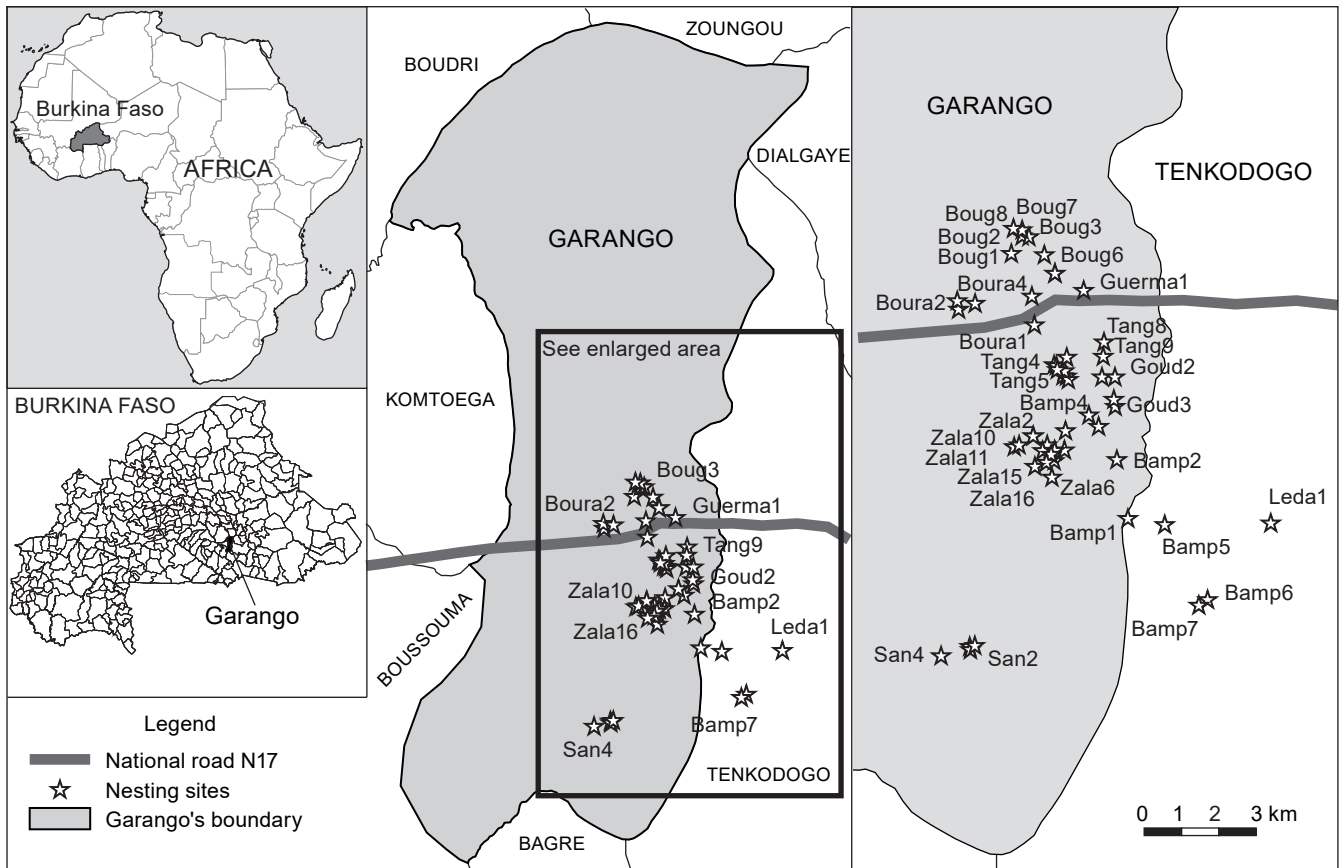 Burkina Faso
AFRICA
BURKINA FASO
Garango
Legend
National road N17
Nesting sites
Garango's boundary
ZOUNGOU
BOUDRI
DIALGAYE
GARANGO
See enlarged area
KOMTOEGA
Boug3
Boura2
Guerma1
Tang9
Goud2
Zala10
Bamp2
Zala16
Leda1
BOUSSOUMA
Bamp7
San4
TENKODOGO
BAGRE
GARANGO
TENKODOGO
Boug7
Boug8
Boug3
Boug2
Boug1
Boug6
Boura4
Guerma1
Boura2
Tang8
Boura1
Tang9
Tang4
Goud2
Tang5
Bamp4
Goud3
Zala2
Zala10
Zala11
Bamp2
Zala15
Zala6
Zala16
Leda1
Bamp1
Bamp5
Bamp6
Bamp7
San4
San2
0 1 2 3 km